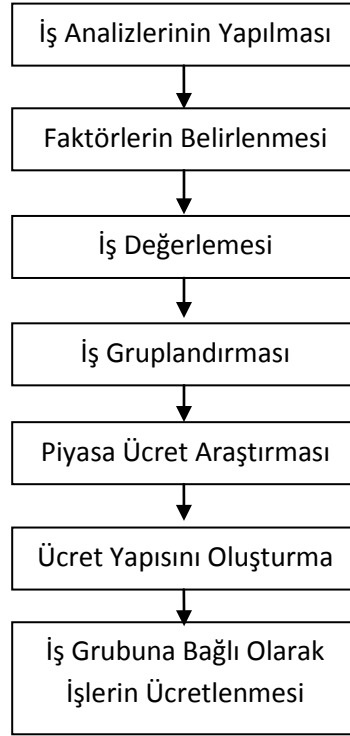 İş Analizlerinin Yapılması
Faktörlerin Belirlenmesi
İş Değerlemesi
İş Gruplandırması
Piyasa Ücret Araştırması
Ücret Yapısını Oluşturma
İş Grubuna Bağlı Olarak
İşlerin Ücretlenmesi